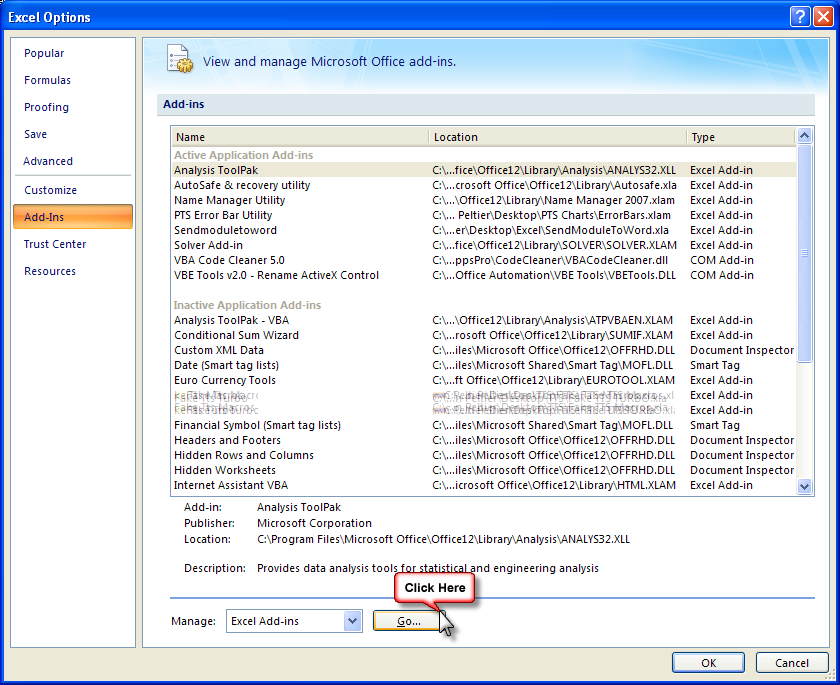 Excel Options
Popular
Formulas
Proofing
Save
Advanced
Customize
Add-Ins
Trust Center
Resources
View and manage Microsoft Office add-ins.
Add-ins
Name Location Type
Active Application Add-ins
Analysis ToolPak C:\...fice\Office12\Library\Analysis\ANALYS32.XLL Excel Add-in
AutoSafe & recovery utility C:\...crosoft Office\Office12\Library\Autosafe.xla Excel Add-in
Name Manager Utility C:\...\Office12\Library\Name Manager 2007.xlam Excel Add-in
PTS Error Bar Utility C:\... Peltier\Desktop\PTS Charts\ErrorBars.xlam Excel Add-in
Sendmoduletoword C:\...er\Desktop\Excel\SendModuleToWord.xla Excel Add-in
Solver Add-in C:\...fice\Office12\Library\SOLVER\SOLVER.XLAM Excel Add-in
VBA Code Cleaner 5.0 C:\...ppsPro\CodeCleaner\VBACodeCleaner.dll COM Add-in
VBE Tools v2.0 - Rename ActiveX Control C:\...Office Automation\VBE Tools\VBETools.DLL COM Add-in
Inactive Application Add-ins
Analysis ToolPak - VBA C:\...\Office12\Library\Analysis\ATPVBAEN.XLAM Excel Add-in
Conditional Sum Wizard C:\...rosoft Office\Office12\Library\SUMIF.XLAM Excel Add-in
Custom XML Data C:\...iles\Microsoft Office\Office12\OFFRHD.DLL Document Inspector
Date (Smart tag lists) C:\...iles\Microsoft Shared\Smart Tag\MOFL.DLL Smart Tag
Euro Currency Tools C:\...ft Office\Office12\Library\EUROTOOL.XLAM Excel Add-in
Excel Add-in
Excel Add-in
Financial Symbol (Smart tag lists) C:\...iles\Microsoft Shared\Smart Tag\MOFL.DLL Smart Tag
Headers and Footers C:\...iles\Microsoft Office\Office12\OFFRHD.DLL Document Inspector
Hidden Rows and Columns C:\...iles\Microsoft Office\Office12\OFFRHD.DLL Document Inspector
Hidden Worksheets C:\...iles\Microsoft Office\Office12\OFFRHD.DLL Document Inspector
Internet Assistant VBA C:\...icrosoft Office\Office12\Library\HTML.XLAM Excel Add-in
Add-in: Analysis ToolPak
Publisher: Microsoft Corporation
Location: C:\Program Files\Microsoft Office\Office12\Library\Analysis\ANALYS32.XLL
Description: Provides data analysis tools for statistical and engineering analysis
Click Here
Manage: Excel Add-ins Go...
OK Cancel